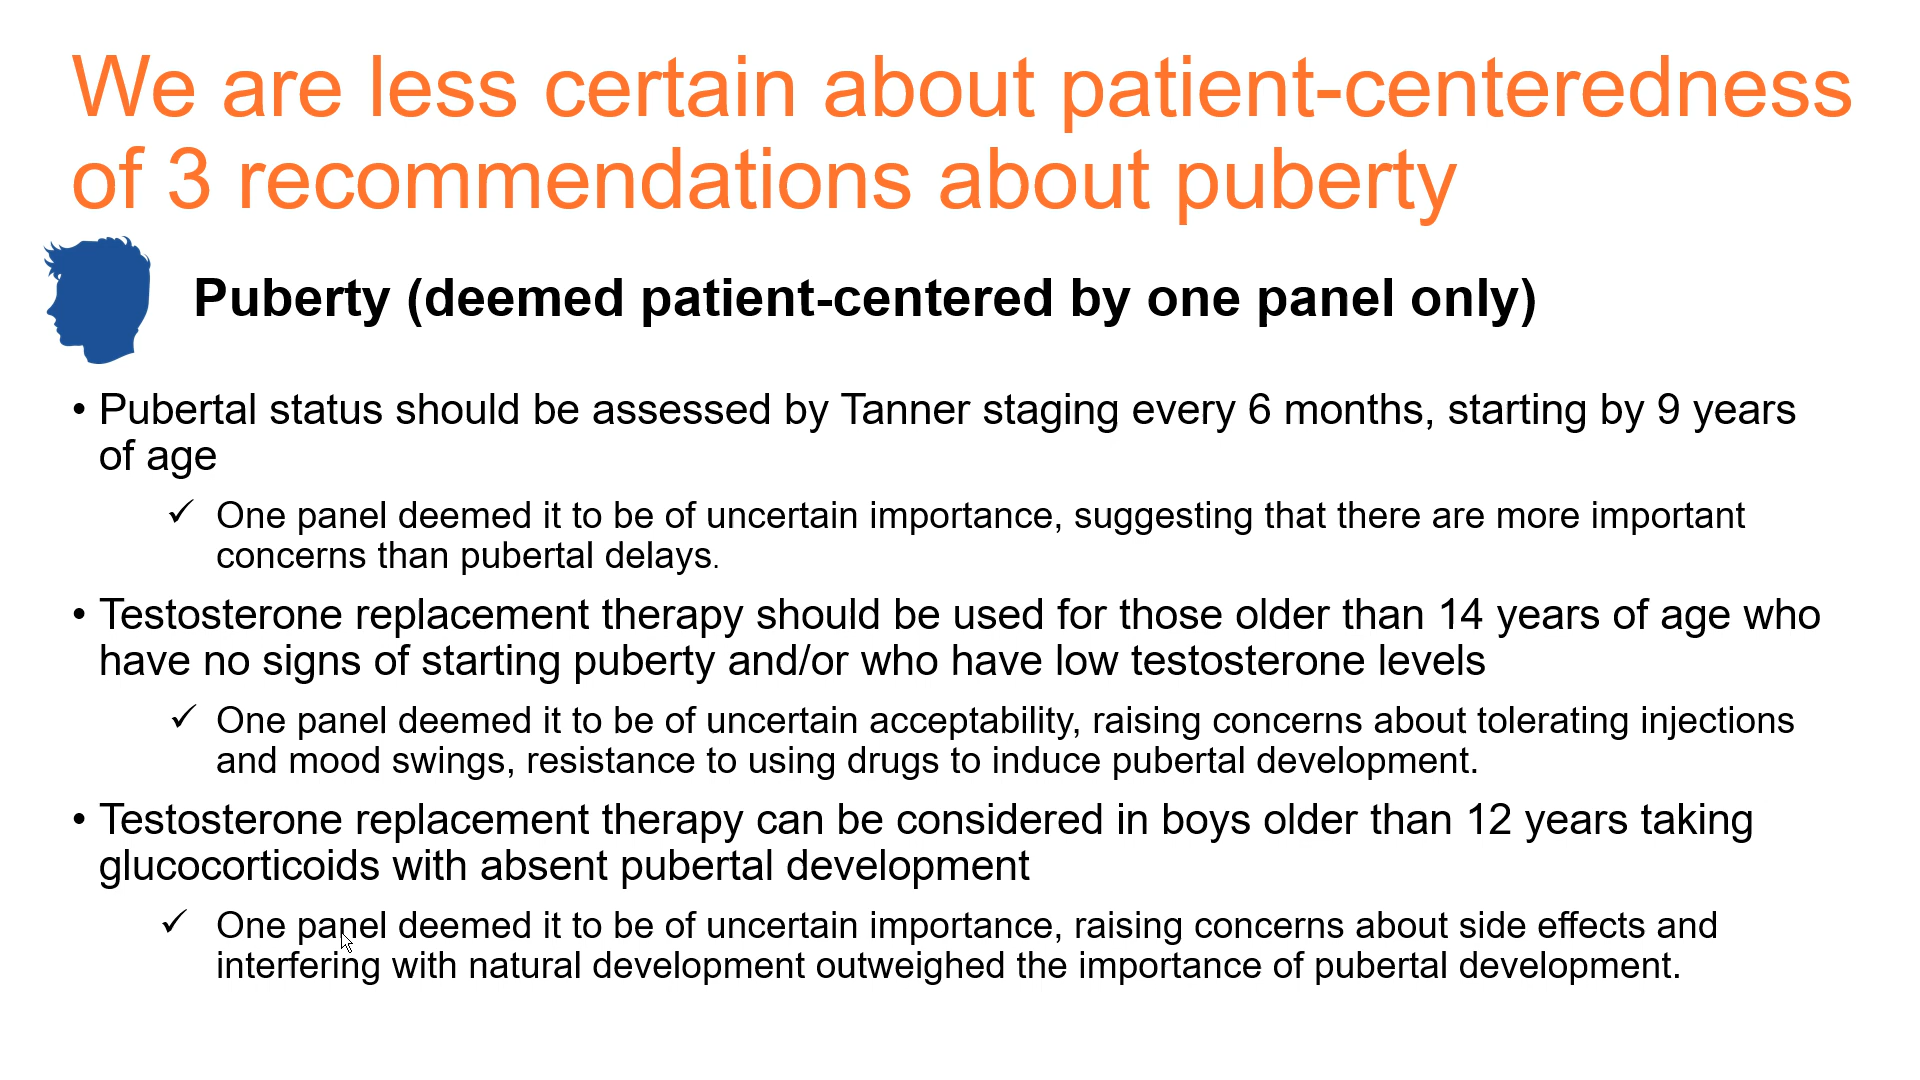 We are less certain about patient-centeredness
of 3 recommendations about puberty
Puberty (deemed patient-centered by one panel only)
• Pubertal status should be assessed by Tanner staging every 6 months, starting by 9 years
of age
✓ One panel deemed it to be of uncertain importance, suggesting that there are more important
concerns than pubertal delays.
• Testosterone replacement therapy should be used for those older than 14 years of age who
have no signs of starting puberty and/or who have low testosterone levels
✓ One panel deemed it to be of uncertain acceptability, raising concerns about tolerating injections
and mood swings, resistance to using drugs to induce pubertal development.
• Testosterone replacement therapy can be considered in boys older than 12 years taking
glucocorticoids with absent pubertal development
✓ One panel deemed it to be of uncertain importance, raising concerns about side effects and
interfering with natural development outweighed the importance of pubertal development.